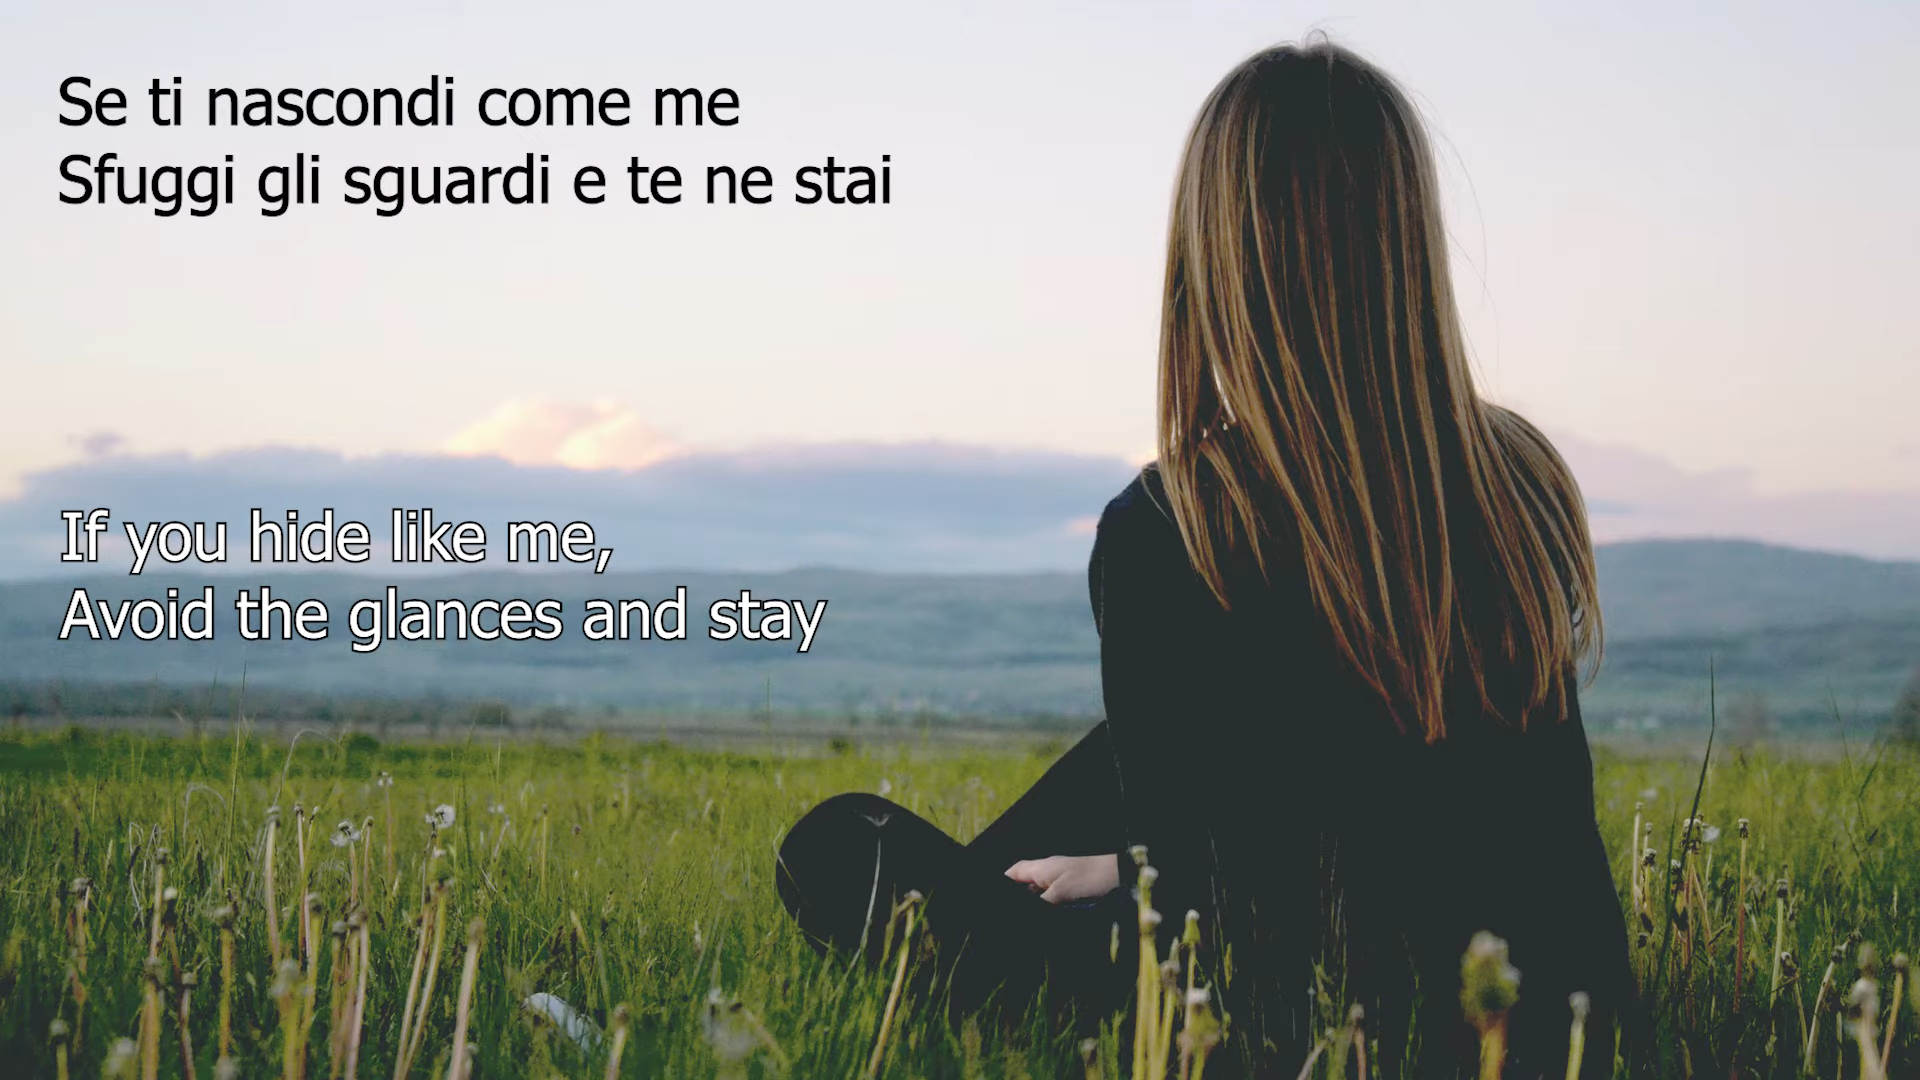 Se ti nascondi come me
Sfuggi gli sguardi e te ne stai
If you hide like me,
Avoid the glances and stay